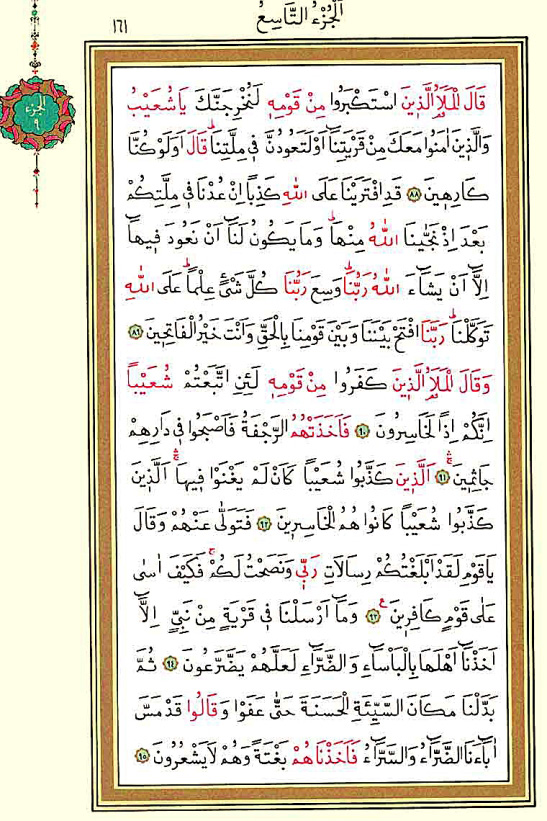 اَلْجُزْءُ التَّاسِعُ
١٦١
الجزء
٩
قَالَ الْمَلَاُ الَّذ۪ينَ اسْتَكْبَرُوا مِنْ قَوْمِه۪ لَنُخْرِجَنَّكَ يَاشُعَيْبُ
وَالَّذ۪ينَ اٰمَنُوا مَعَكَ مِنْ قَرْيَتِنَٓا اَوْ لَتَعُودُنَّ ف۪ي مِلَّتِنَاۜ قَالَ اَوَلَوْ كُنَّا
كَارِه۪ينَ ﴿٨٨﴾ قَدِ افْتَرَيْنَا عَلَى اللّٰهِ كَذِبًا اِنْ عُدْنَا ف۪ي مِلَّتِكُمْ
بَعْدَ اِذْ نَجّٰينَا اللّٰهُ مِنْهَاۜ وَمَا يَكُونُ لَنَٓا اَنْ نَعُودَ ف۪يهَٓا
اِلَّٓا اَنْ يَشَٓاءَ اللّٰهُ رَبُّنَاۜ وَسِعَ رَبُّنَا كُلَّ شَيْءٍ عِلْمًاۜ عَلَى اللّٰهِ
تَوَكَّلْنَاۜ رَبَّنَا افْتَحْ بَيْنَنَا وَبَيْنَ قَوْمِنَا بِالْحَقِّ وَاَنْتَ خَيْرُ الْفَاتِح۪ينَ ﴿٨٩﴾
وَقَالَ الْمَلَاُ الَّذ۪ينَ كَفَرُوا مِنْ قَوْمِه۪ لَئِنِ اتَّبَعْتُمْ شُعَيْبًا
اِنَّكُمْ اِذًا لَخَاسِرُونَ ﴿٩٠﴾ فَاَخَذَتْهُمُ الرَّجْفَةُ فَاَصْبَحُوا ف۪ي دَارِهِمْ
جَاثِم۪ينَۚۛ ﴿٩١﴾ اَلَّذ۪ينَ كَذَّبُوا شُعَيْبًا كَاَنْ لَمْ يَغْنَوْا ف۪يهَاۚۛ اَلَّذ۪ينَ
كَذَّبُوا شُعَيْبًا كَانُوا هُمُ الْخَاسِر۪ينَ ﴿٩٢﴾ فَتَوَلّٰى عَنْهُمْ وَقَالَ
يَاقَوْمِ لَقَدْ اَبْلَغْتُكُمْ رِسَالَاتِ رَبّ۪ي وَنَصَحْتُ لَكُمْۚ فَكَيْفَ اٰسٰى
عَلٰى قَوْمٍ كَافِر۪ينَ۟ ﴿٩٣﴾ وَمَٓا اَرْسَلْنَا ف۪ي قَرْيَةٍ مِنْ نَبِيٍّ اِلَّٓا
اَخَذْنَٓا اَهْلَهَا بِالْبَأْسَٓاءِ وَالضَّرَّٓاءِ لَعَلَّهُمْ يَضَّرَّعُونَ ﴿٩٤﴾ ثُمَّ
بَدَّلْنَا مَكَانَ السَّيِّئَةِ الْحَسَنَةَ حَتّٰى عَفَوْا وَقَالُوا قَدْ مَسَّ
اٰبَٓاءَنَا الضَّرَّٓاءُ وَالسَّرَّٓاءُ فَاَخَذْنَاهُمْ بَغْتَةً وَهُمْ لَا يَشْعُرُونَ ﴿٩٥﴾